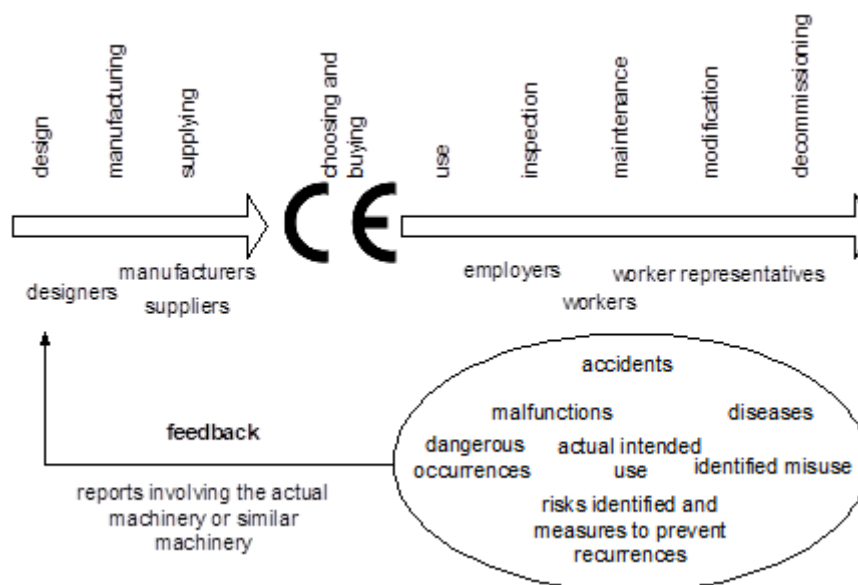 design
manufacturing
supplying
choosing and
buying
use
inspection
maintenance
modification
decommissioning
CE
designers
manufacturers
suppliers
employers
workers
worker representatives
accidents
malfunctions
diseases
dangerous
occurrences
actual intended
use
identified misuse
risks identified and
measures to prevent
recurrences
feedback
reports involving the actual
machinery or similar
machinery